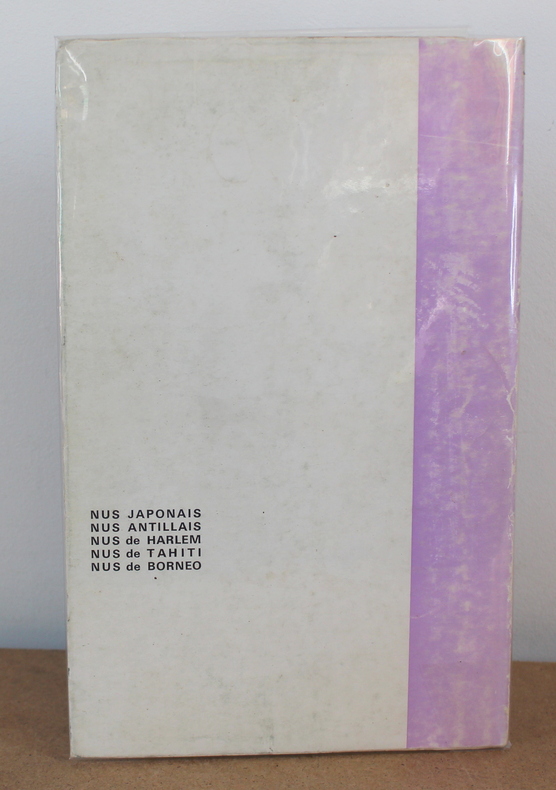 NUS JAPONAIS
NUS ANTILLAIS
NUS de HARLEM
NUS de TAHITI
NUS de BORNEO